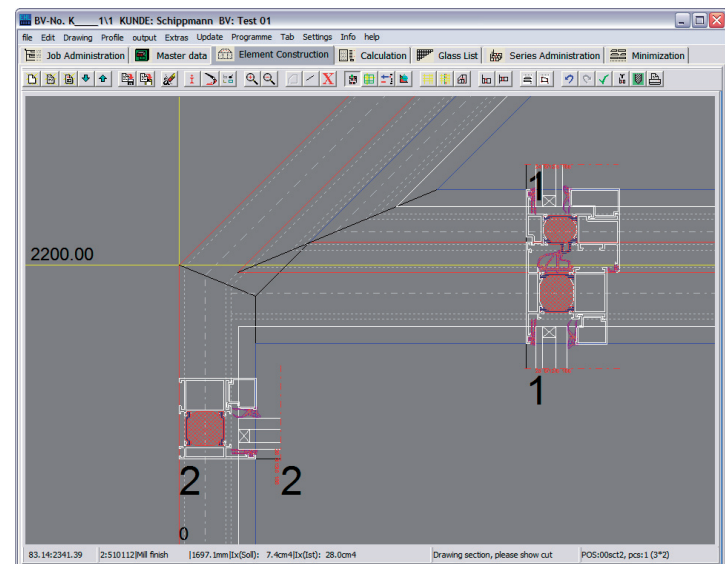 BV-No. K____1\1 KUNDE: Schippmann BV: Test 01
file Edit Drawing Profile output Extras Update Programme Tab Settings Info help
Job Administration Master data Element Construction Calculation Glass List Series Administration Minimization
1
2200.00
1
2 2
0
83.14:2341.39 2:510112|Mill finish |1697.1mm|Ix(Soll): 7.4cm4|Ix(Ist): 28.0cm4 Drawing section, please show cut POS:00sct2, pcs:1 (3*2)